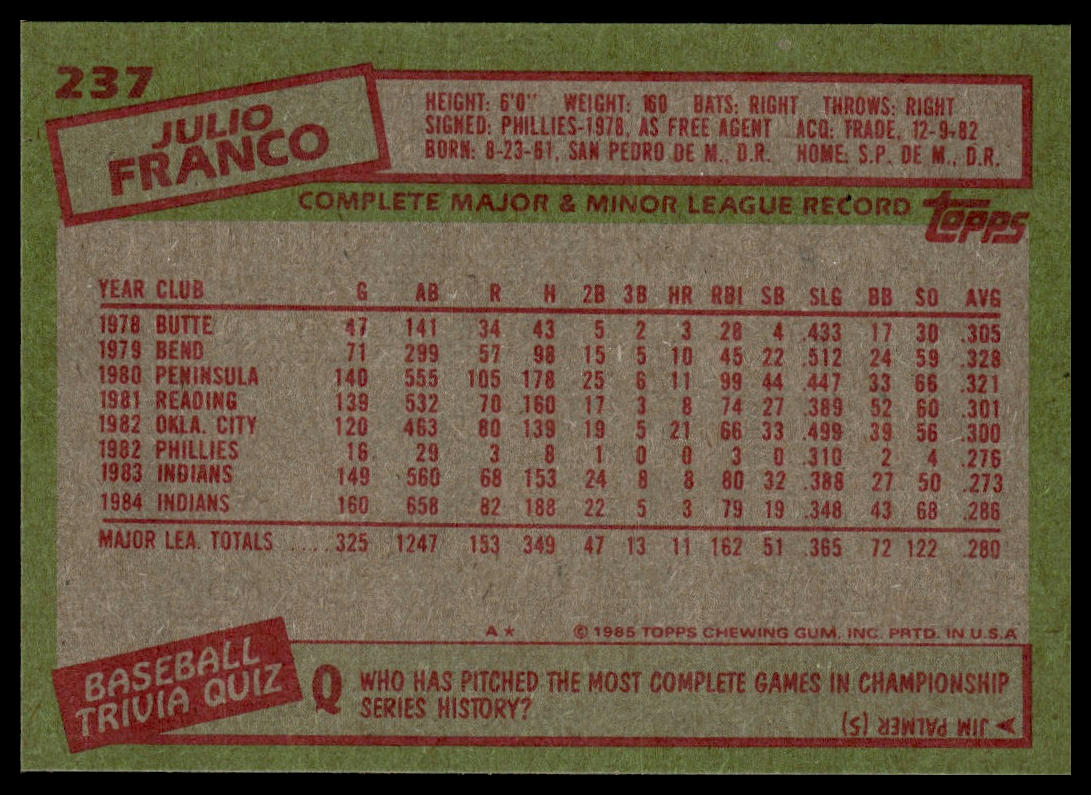 237
JULIO
FRANCO
HEIGHT: 6'0" WEIGHT: 160 BATS: RIGHT THROWS: RIGHT
SIGNED: PHILLIES-1978, AS FREE AGENT ACQ: TRADE, 12-9-82
BORN: 8-23-61, SAN PEDRO DE M., D.R. HOME: S.P. DE M., D.R.
COMPLETE MAJOR & MINOR LEAGUE RECORD
topps
YEAR CLUB G AB R H 2B 3B HR RBI SB SLG BB SO AVG
1978 BUTTE 47 141 34 43 5 2 3 28 4 .433 17 30 .305
1979 BEND 71 299 57 98 15 5 10 45 22 .512 24 59 .328
1980 PENINSULA 140 555 105 178 25 6 11 99 44 .447 33 66 .321
1981 READING 139 532 70 160 17 3 8 74 27 .389 52 60 .301
1982 OKLA. CITY 120 463 80 139 19 5 21 66 33 .499 39 56 .300
1982 PHILLIES 16 29 3 8 1 0 0 3 0 .310 2 4 .276
1983 INDIANS 149 560 68 153 24 8 8 80 32 .388 27 50 .273
1984 INDIANS 160 658 82 188 22 5 3 79 19 .348 43 68 .286
MAJOR LEA. TOTALS .....325 1247 153 349 47 13 11 162 51 .365 72 122 .280
A★ © 1985 TOPPS CHEWING GUM, INC. PRTD. IN U.S.A
BASEBALL
TRIVIA QUIZ
Q WHO HAS PITCHED THE MOST COMPLETE GAMES IN CHAMPIONSHIP
SERIES HISTORY?
JIM PALMER (5)